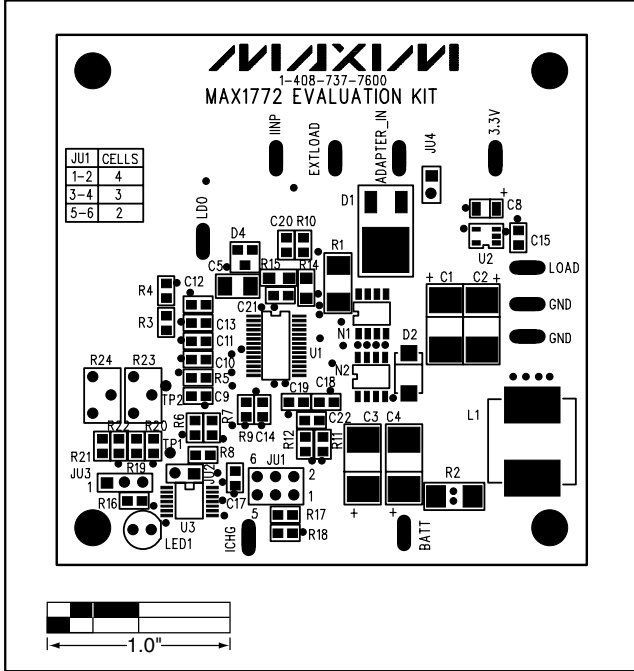 MAXIM
1-408-737-7600
MAX1772 EVALUATION KIT
IINP
EXTLOAD
ADAPTER_IN
JU4
3.3V
JU1 CELLS
1-2 4
3-4 3
5-6 2
LDO
D4
C20 R10
D1
+
C8
U2
C15
R1
C5
R15
R14
LOAD
R4
C12
C21
+ C1 C2 +
GND
R3
C13
C11
U1
N1
D2
GND
R24 R23
C10
R5
C9
TP2
N2
C19 C18
L1
R22 R20
R21
TP1
R6
R7
R9 C14
R12
R11
C22
C3 C4
R8
JU3
1
R19
JU2
6 JU1 2
1
5
R2
R16
U3
C17
R17
R18
+ +
LED1
ICHG
BATT
1.0"